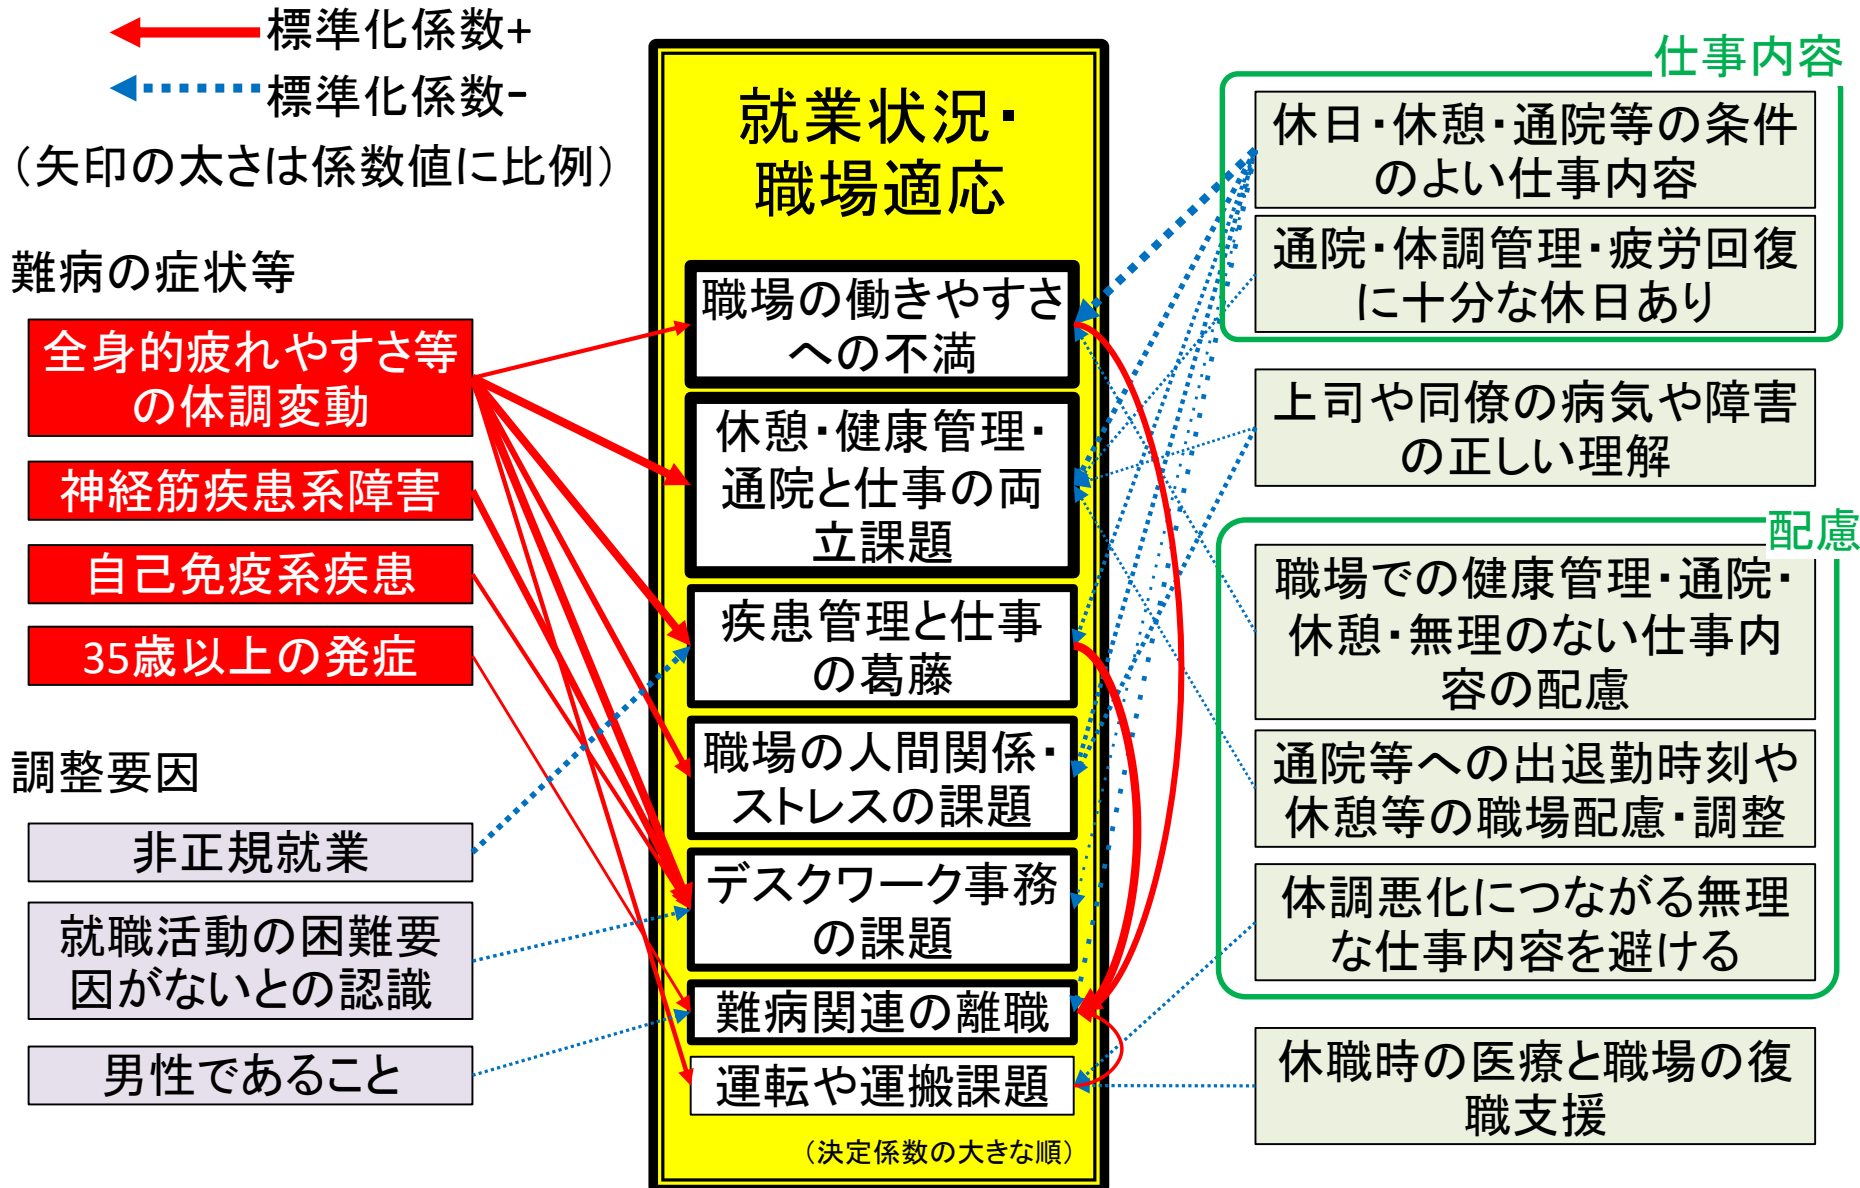 標準化係数+
標準化係数-
（矢印の太さは係数値に比例）
難病の症状等
全身的疲れやすさ等
の体調変動
神経筋疾患系障害
自己免疫系疾患
35歳以上の発症
調整要因
非正規就業
就職活動の困難要
因がないとの認識
男性であること
就業状況・
職場適応
職場の働きやすさ
への不満
休憩・健康管理・
通院と仕事の両
立課題
疾患管理と仕事
の葛藤
職場の人間関係・
ストレスの課題
デスクワーク事務
の課題
難病関連の離職
運転や運搬課題
（決定係数の大きな順）
仕事内容
休日・休憩・通院等の条件
のよい仕事内容
通院・体調管理・疲労回復
に十分な休日あり
上司や同僚の病気や障害
の正しい理解
配慮
職場での健康管理・通院・
休憩・無理のない仕事内
容の配慮
通院等への出退勤時刻や
休憩等の職場配慮・調整
体調悪化につながる無理
な仕事内容を避ける
休職時の医療と職場の復
職支援